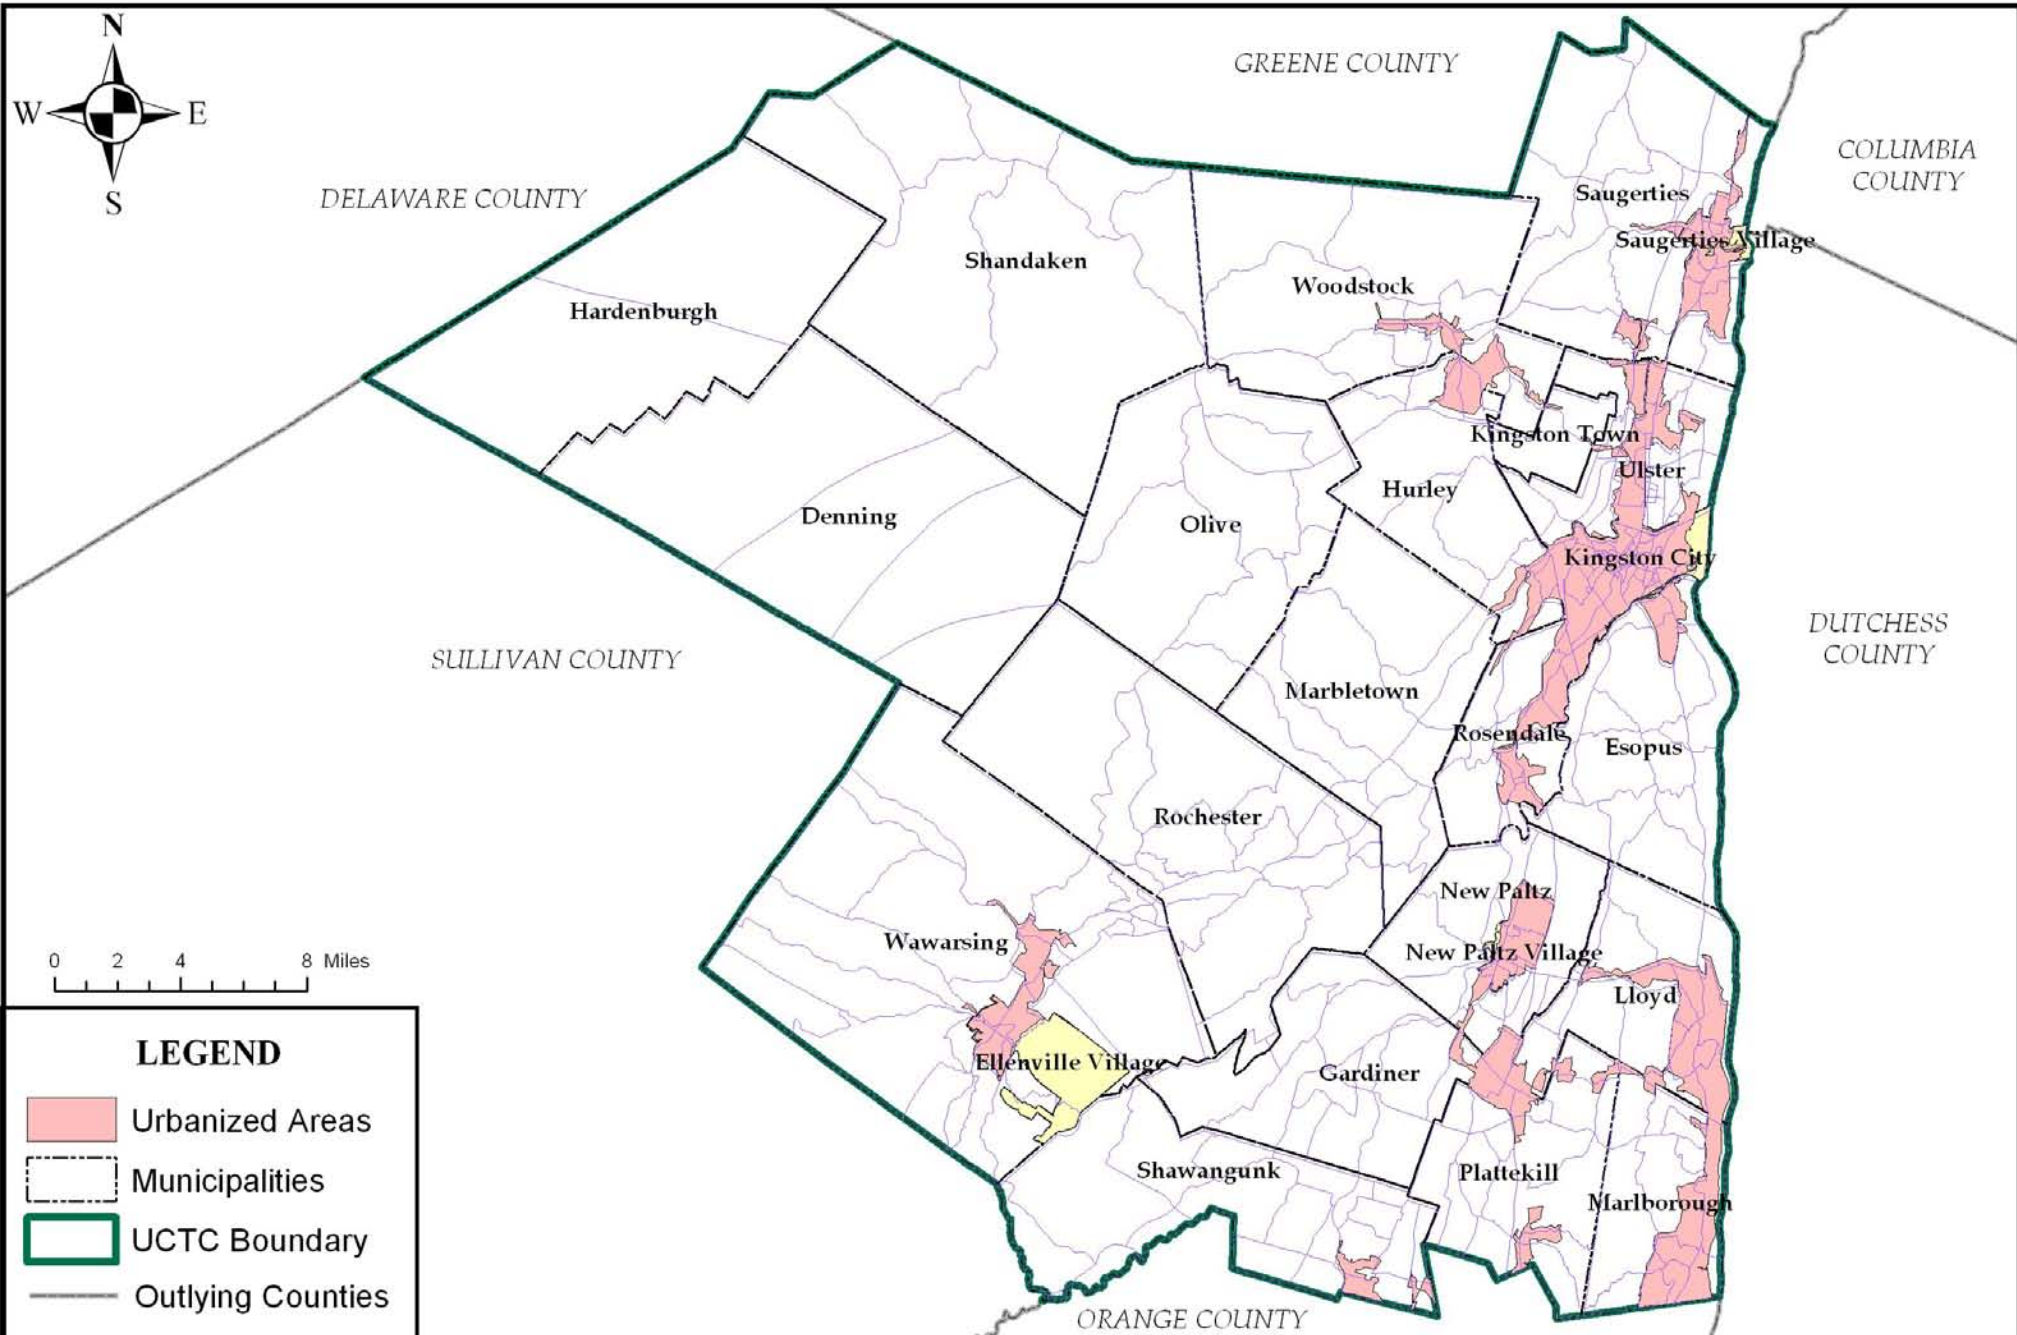 N
W E
S
GREENE COUNTY
COLUMBIA
COUNTY
DELAWARE COUNTY
Saugerties
Saugerties Village
Shandaken
Woodstock
Hardenburgh
Kingston Town
Ulster
Hurley
Denning
Olive
Kingston City
DUTCHESS
COUNTY
SULLIVAN COUNTY
Marbletown
Rosendale
Esopus
Rochester
New Paltz
Wawarsing
New Paltz Village
Lloyd
0 2 4 8 Miles
Ellenville Village
Gardiner
Shawangunk
Plattekill
Marlborough
ORANGE COUNTY
LEGEND
Urbanized Areas
Municipalities
UCTC Boundary
Outlying Counties